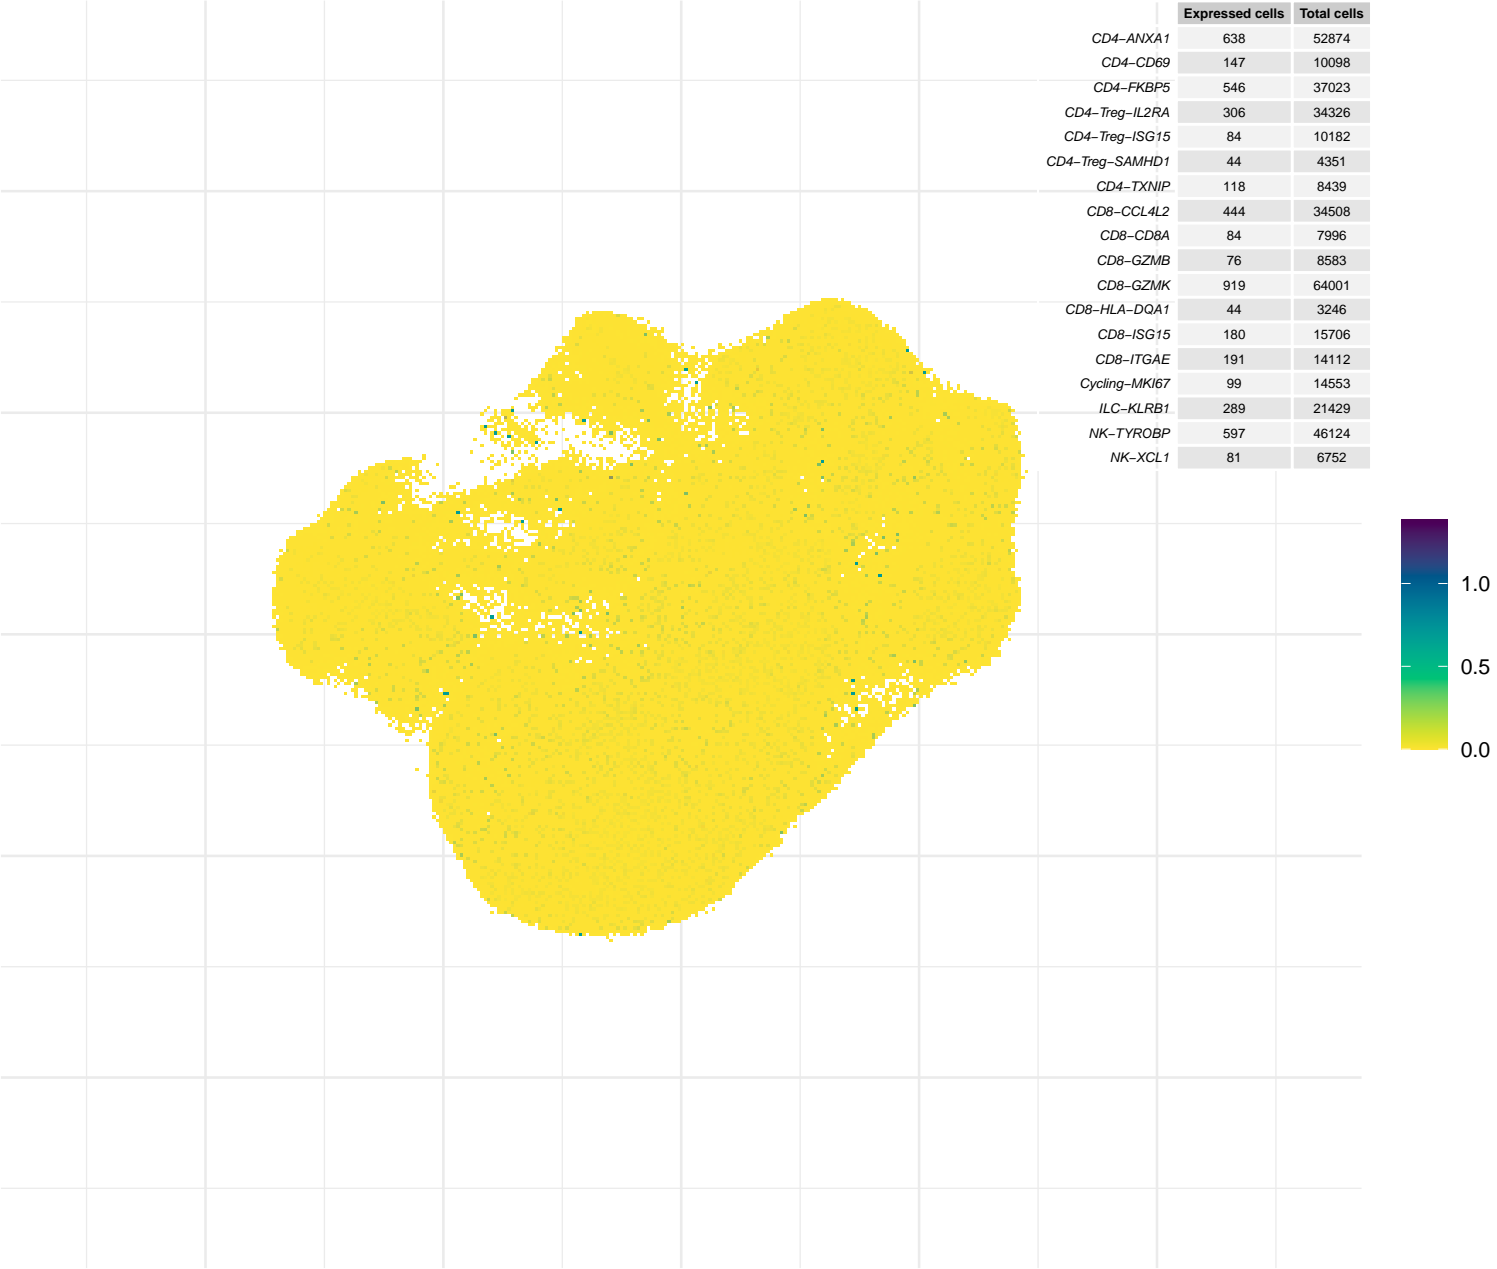 Expressed cells Total cells
CD4−ANXA1 638 52874
CD4−CD69 147 10098
CD4−FKBP5 546 37023
CD4−Treg−IL2RA 306 34326
CD4−Treg−ISG15 84 10182
CD4−Treg−SAMHD1 44 4351
CD4−TXNIP 118 8439
CD8−CCL4L2 444 34508
CD8−CD8A 84 7996
CD8−GZMB 76 8583
CD8−GZMK 919 64001
CD8−HLA−DQA1 44 3246
CD8−ISG15 180 15706
CD8−ITGAE 191 14112
Cycling−MKI67 99 14553
ILC−KLRB1 289 21429
NK−TYROBP 597 46124
NK−XCL1 81 6752
1.0
0.5
0.0